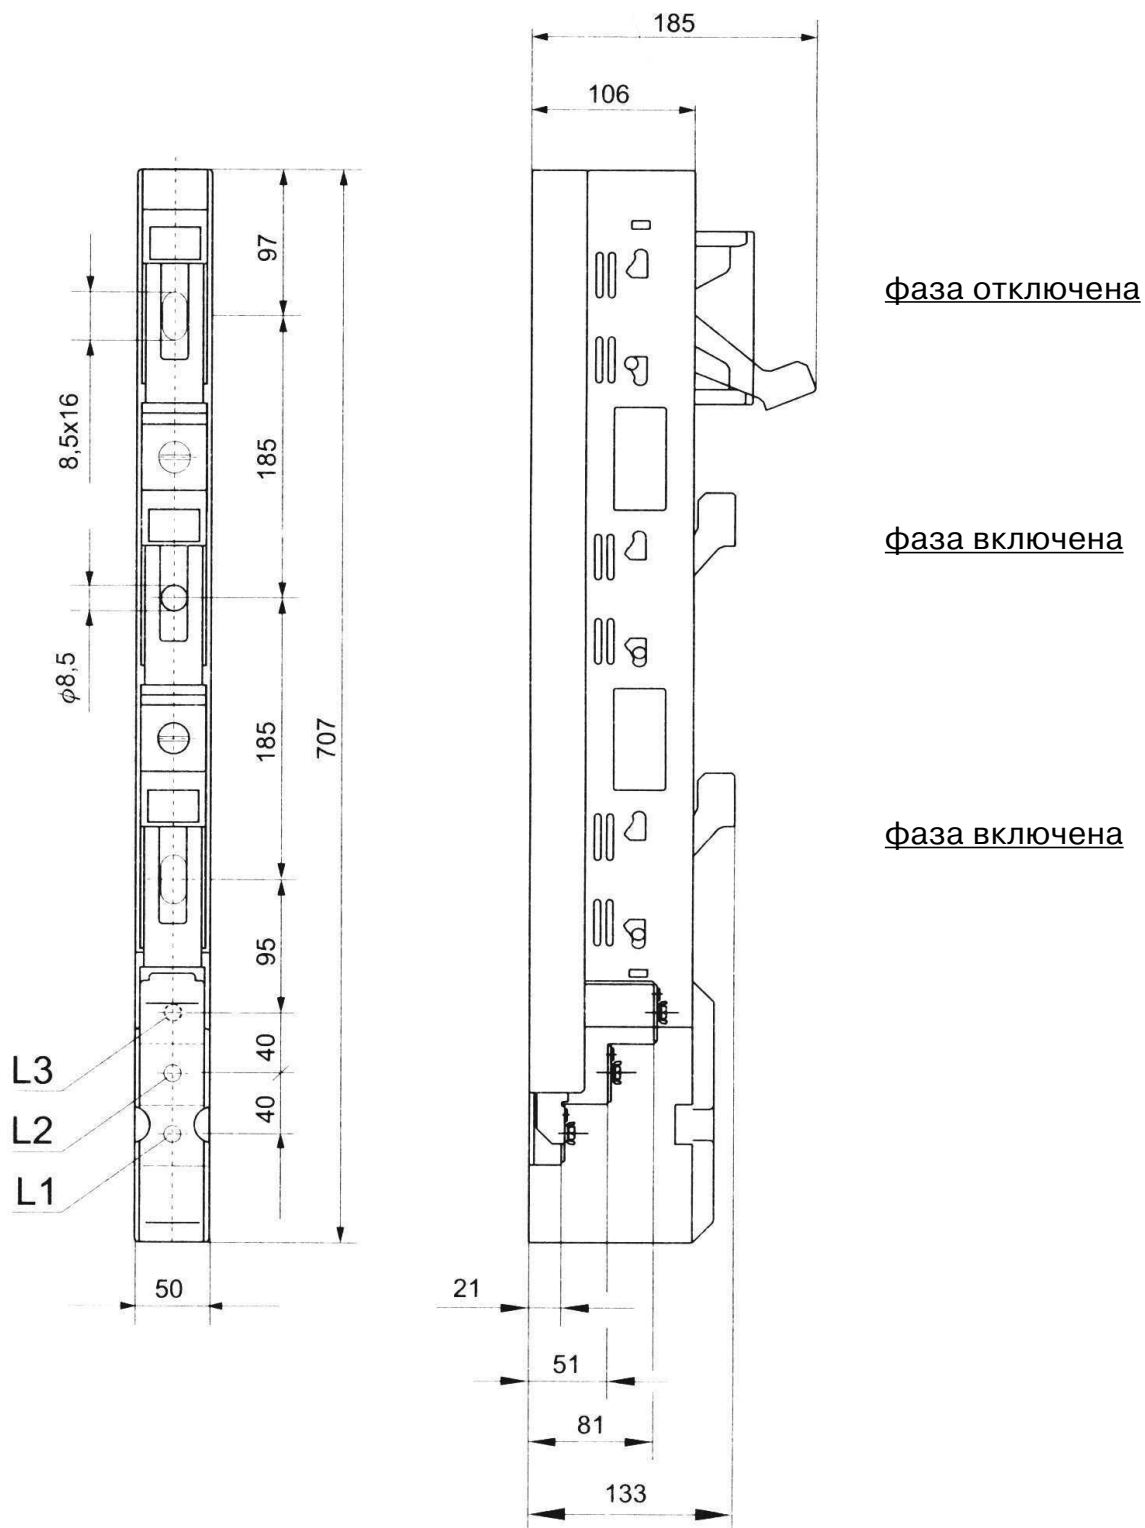 185
106
97
фаза отключена
8,5x16
185
фаза включена
ϕ8,5
185
707
фаза включена
95
40
L3
40
L2
L1
50
21
51
81
133